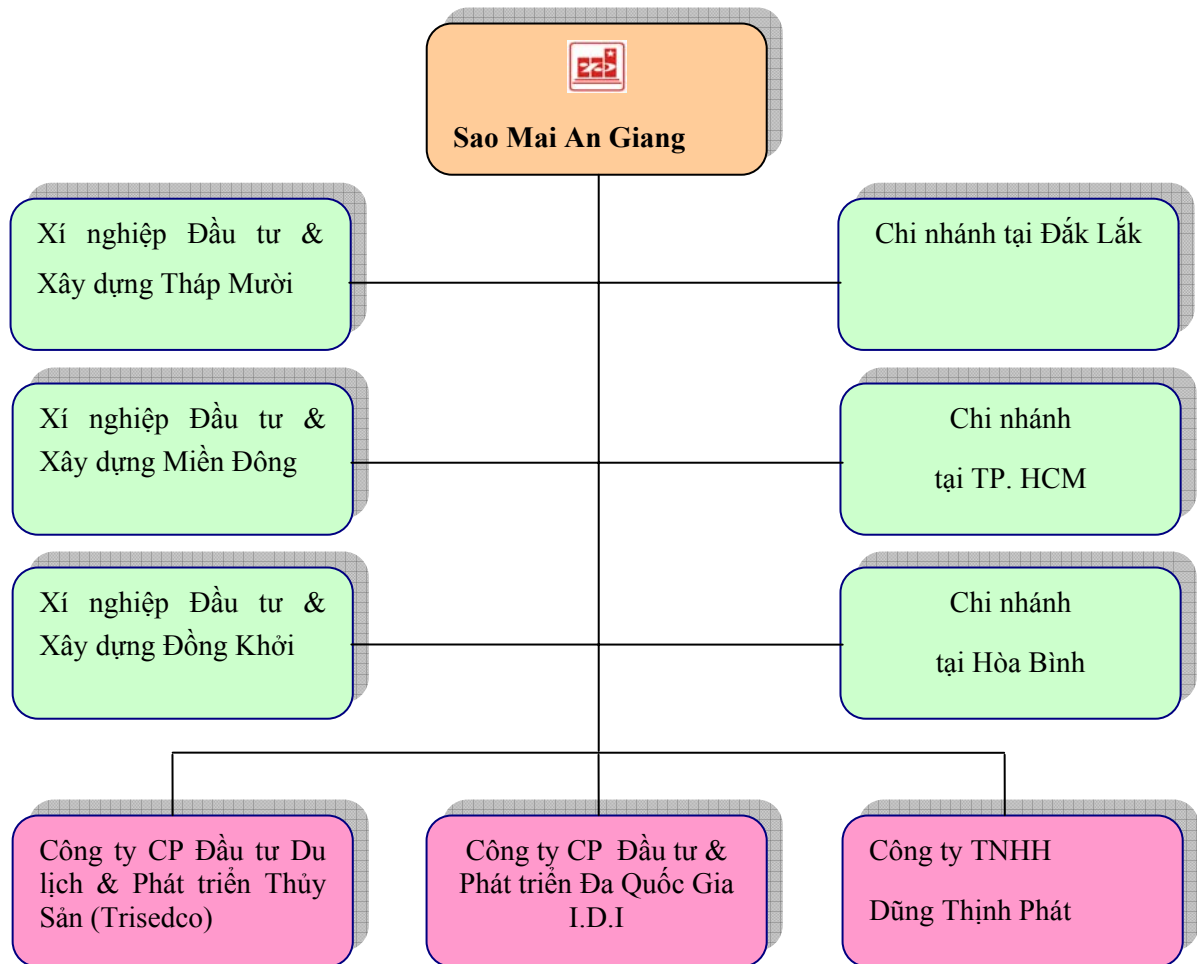 Sao Mai An Giang
Xí nghiệp Đầu tư &
Xây dựng Tháp Mười
Chi nhánh tại Đắk Lắk
Xí nghiệp Đầu tư &
Xây dựng Miền Đông
Chi nhánh
tại TP. HCM
Xí nghiệp Đầu tư &
Xây dựng Đồng Khởi
Chi nhánh
tại Hòa Bình
Công ty CP Đầu tư Du
lịch & Phát triển Thủy
Sản (Trisedco)
Công ty CP Đầu tư &
Phát triển Đa Quốc Gia
I.D.I
Công ty TNHH
Dũng Thịnh Phát